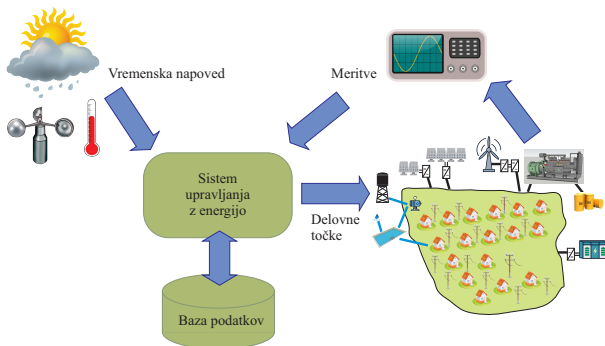 Vremenska napoved
Meritve
Sistem
upravljanja
z energijo
Delovne
točke
Baza podatkov